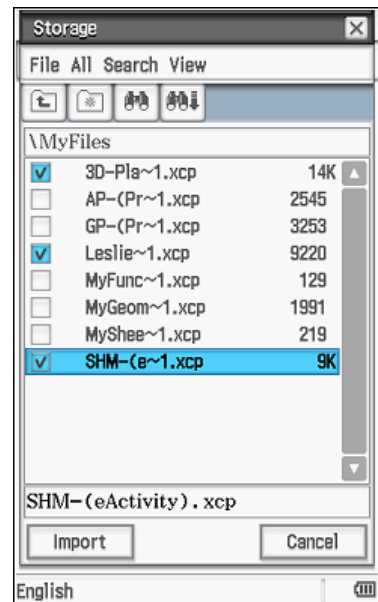 Storage
File All Search View
\MyFiles
3D-Pla~1.xcp 14K
AP-(Pr~1.xcp 2545
GP-(Pr~1.xcp 3253
Leslie~1.xcp 9220
MyFunc~1.xcp 129
MyGeom~1.xcp 1991
MyShee~1.xcp 219
SHM-(e~1.xcp 9K
SHM-(eActivity).xcp
Import Cancel
English